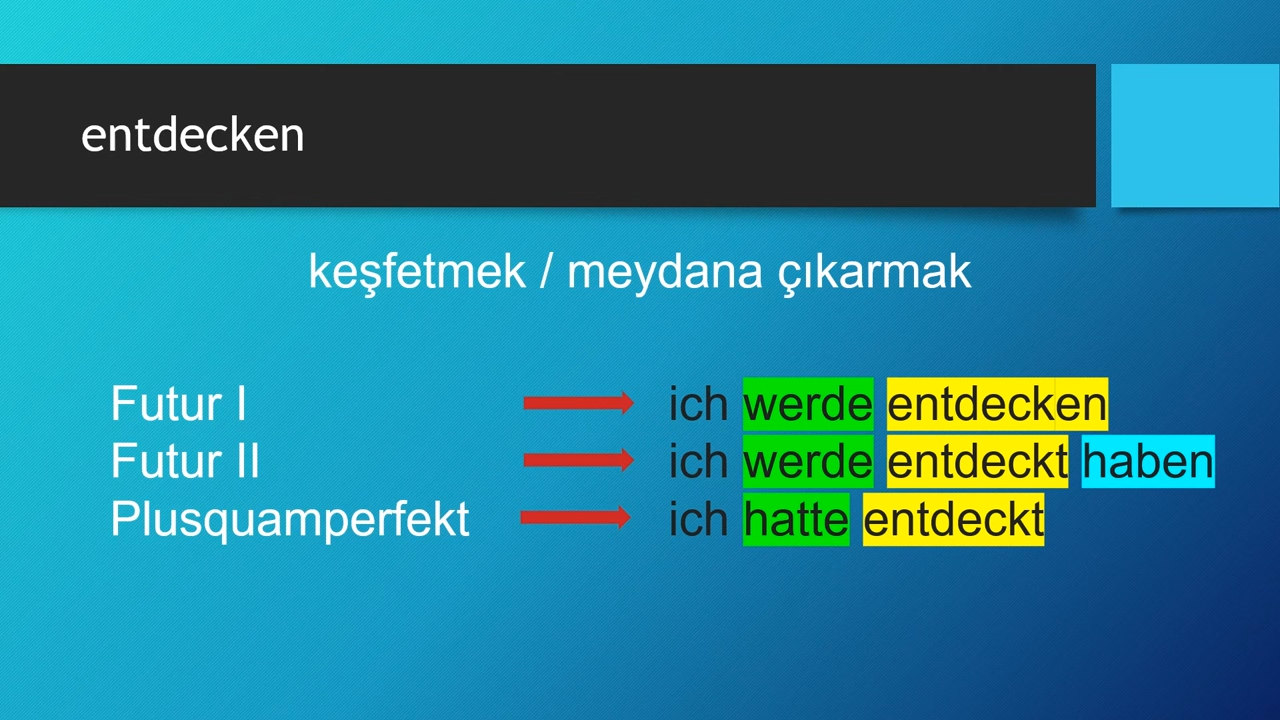 entdecken
keşfetmek / meydana çıkarmak
Futur I ich werde entdecken
Futur II ich werde entdeckt haben
Plusquamperfekt ich hatte entdeckt